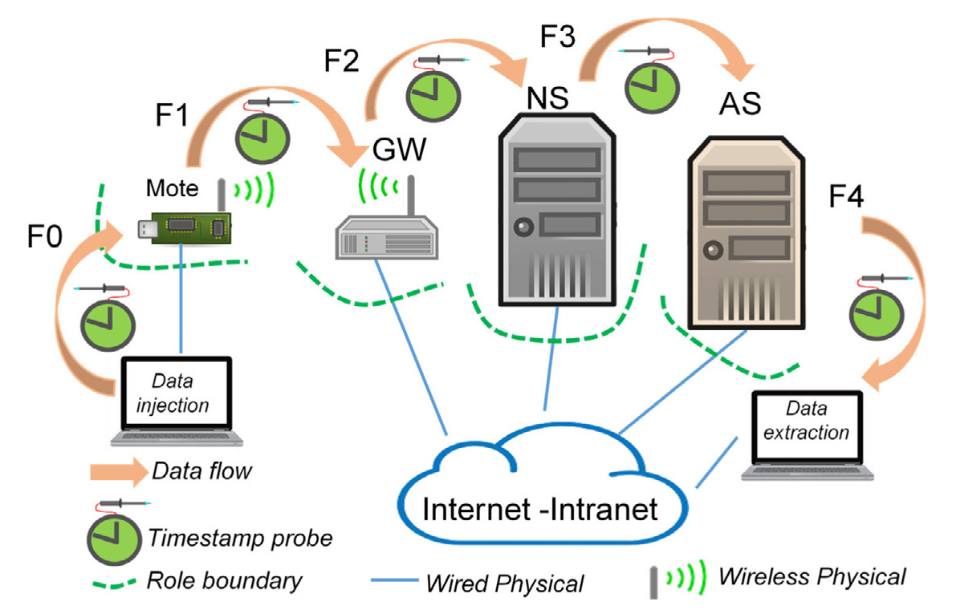 F3
F2
NS
AS
F1
GW
Mote
F4
F0
Data
injection
Data
extraction
Internet -Intranet
Data flow
Timestamp probe
Role boundary
Wired Physical
Wireless Physical